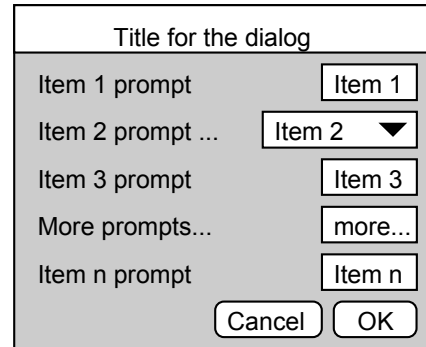 Title for the dialog
Item 1 prompt Item 1
Item 2 prompt ... Item 2
Item 3 prompt Item 3
More prompts... more...
Item n prompt Item n
Cancel OK